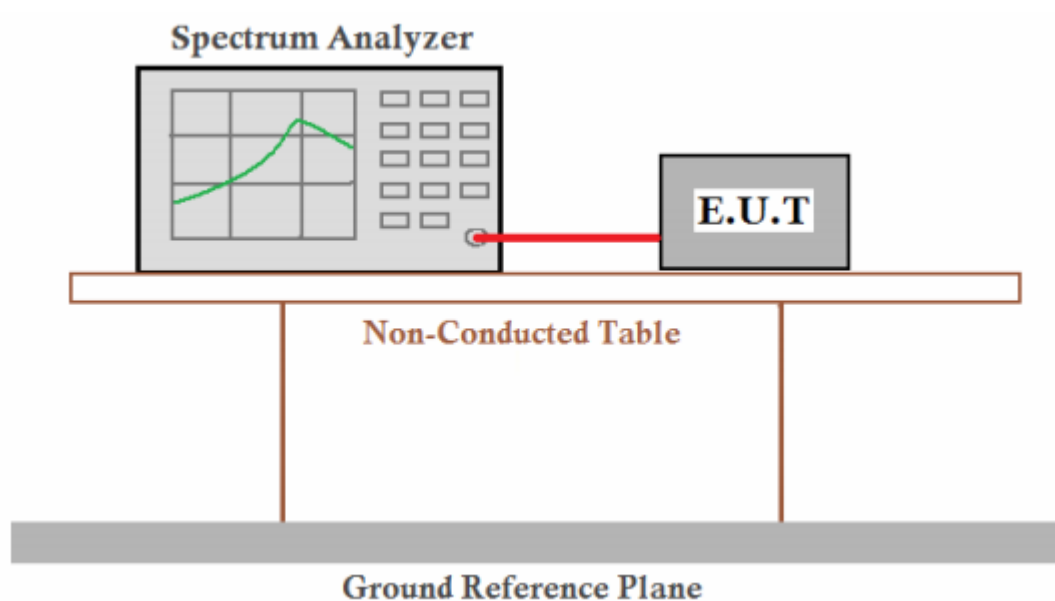 Spectrum Analyzer
E.U.T
Non-Conducted Table
Ground Reference Plane